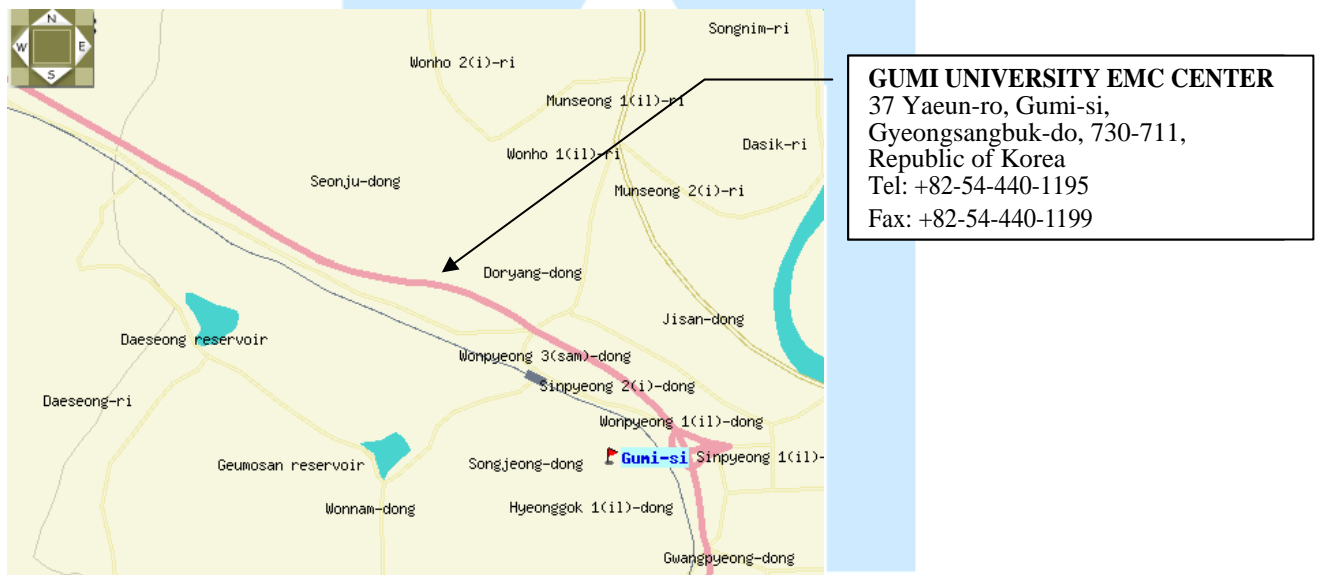 N
W
E
S
Songnim-ri
Wonho 2(i)-ri
Munseong 1(il)-ri
Dasik-ri
Wonho 1(il)-ri
Seonju-dong
Munseong 2(i)-ri
Doryang-dong
Jisan-dong
Daeseong reservoir
Wonpyeong 3(sam)-dong
Sinpyeong 2(i)-dong
Daeseong-ri
Wonpyeong 1(il)-dong
Gumi-si
Sinpyeong 1(il)-
Geumosan reservoir
Songjeong-dong
Wonnam-dong
Hyeonggok 1(il)-dong
Gwangpyeong-dong
GUMI UNIVERSITY EMC CENTER
37 Yaeun-ro, Gumi-si,
Gyeongsangbuk-do, 730-711,
Republic of Korea
Tel: +82-54-440-1195
Fax: +82-54-440-1199